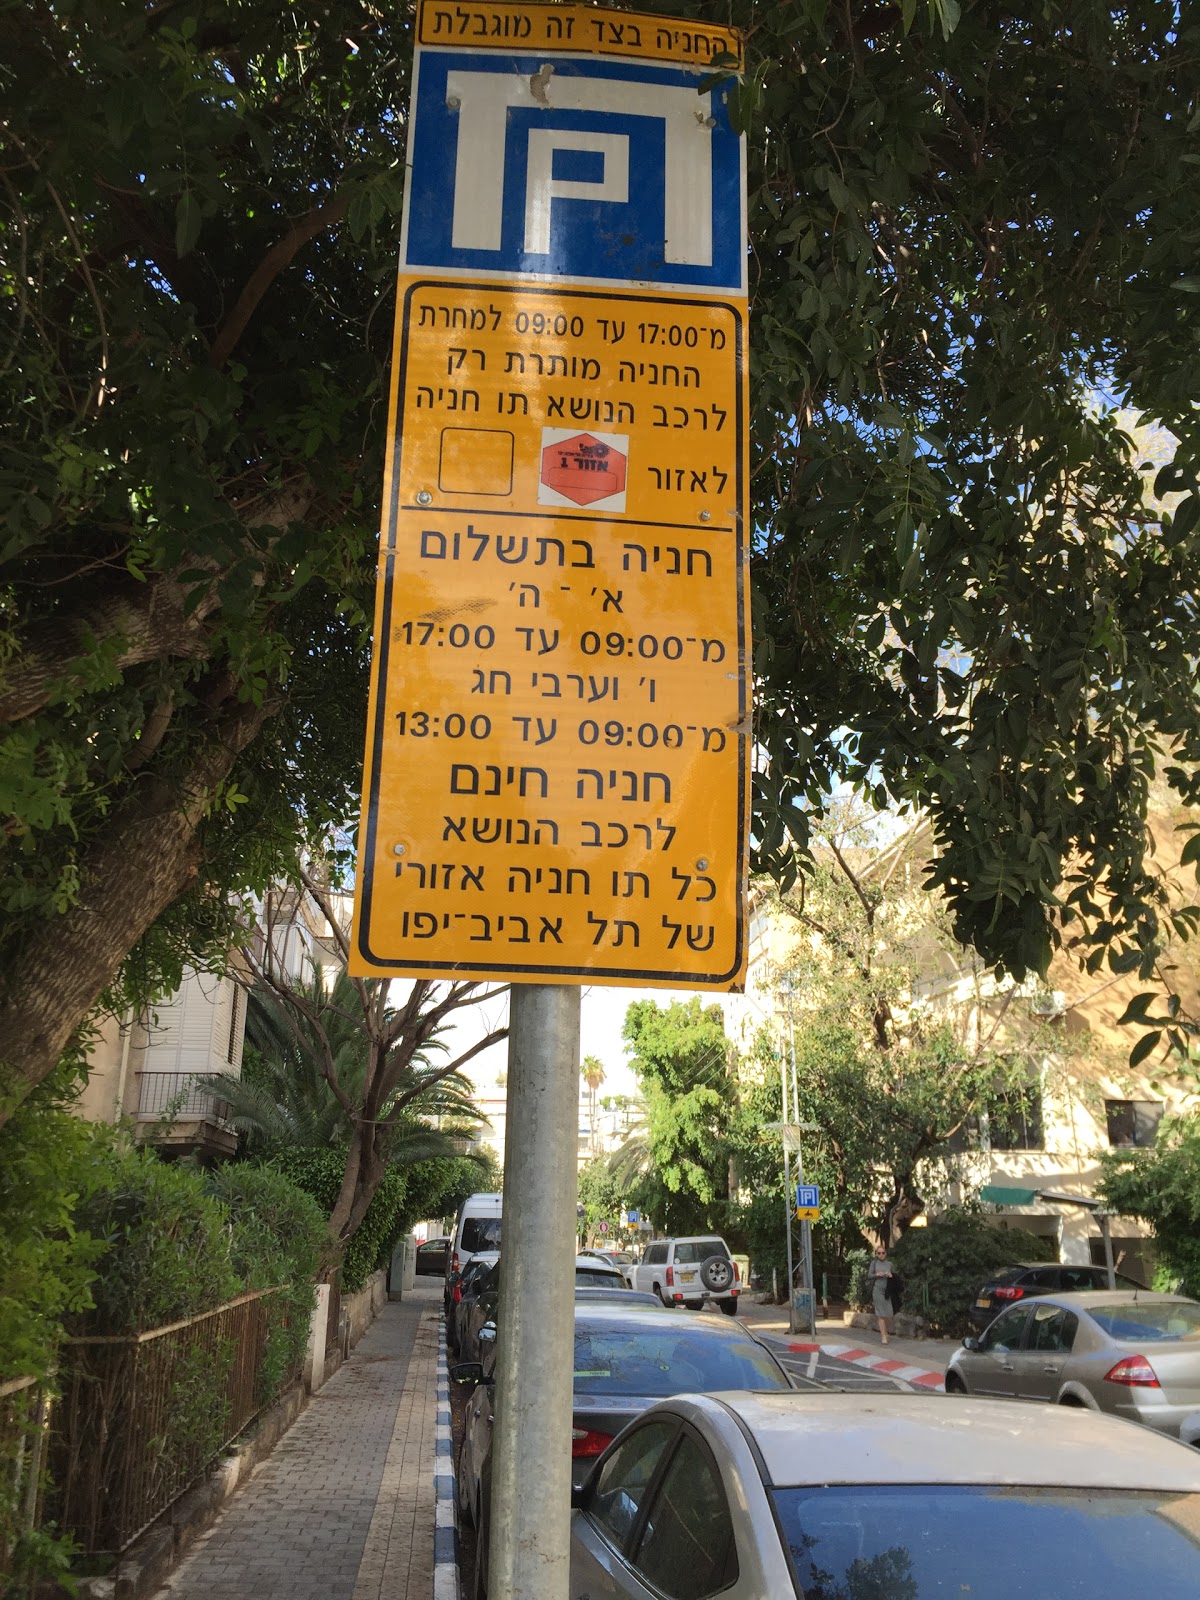 החניה בצד זה מוגבלת
P
מ־17:00 עד 09:00 למחרת
החניה מותרת רק
לרכב הנושא תו חניה
לאזור
אזור 1
חניה בתשלום
א' - ה'
מ־09:00 עד 17:00
ו' וערבי חג
מ־09:00 עד 13:00
חניה חינם
לרכב הנושא
כל תו חניה אזורי
של תל אביב־יפו
P
P